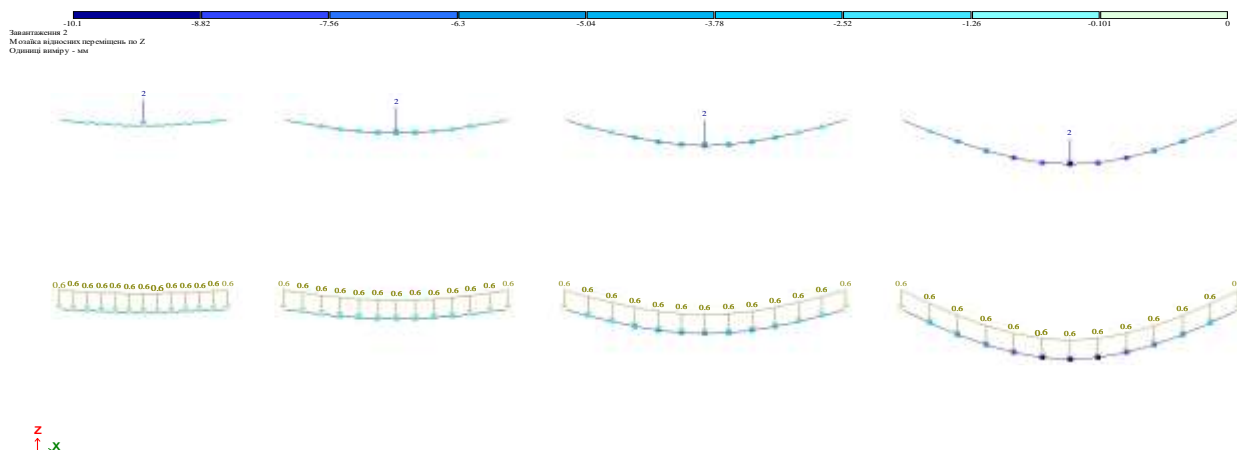 -10.1 -8.82 -7.56 -6.3 -5.04 -3.78 -2.52 -1.26 -0.101 0
Завантаження 2
Мозаїка відносних переміщень по Z
Одиниці виміру - мм
2 2 2 2
0.6 0.6 0.6 0.6 0.6 0.6 0.6 0.6 0.6 0.6 0.6 0.6 0.6
0.6 0.6 0.6 0.6 0.6 0.6 0.6 0.6 0.6 0.6 0.6 0.6 0.6
0.6 0.6 0.6 0.6 0.6 0.6 0.6 0.6 0.6 0.6 0.6 0.6 0.6
0.6 0.6 0.6 0.6 0.6 0.6 0.6 0.6 0.6 0.6 0.6 0.6
Z
X